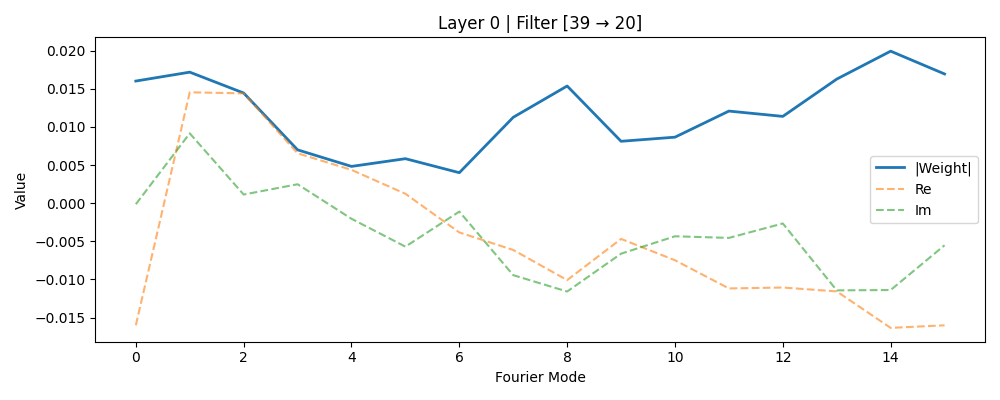 Layer 0 | Filter [39 → 20]
0.020
0.015
0.010
0.005
0.000
−0.005
−0.010
−0.015
Value
|Weight|
Re
Im
0 2 4 6 8 10 12 14
Fourier Mode